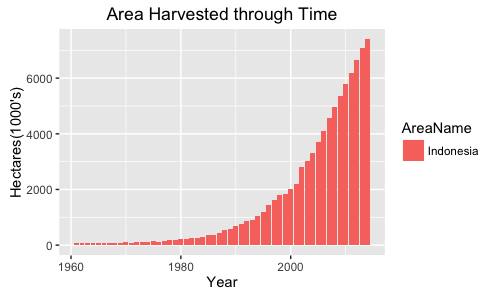 Area Harvested through Time
Hectares(1000's)
6000
4000
2000
0
1960
1980
2000
Year
AreaName
Indonesia